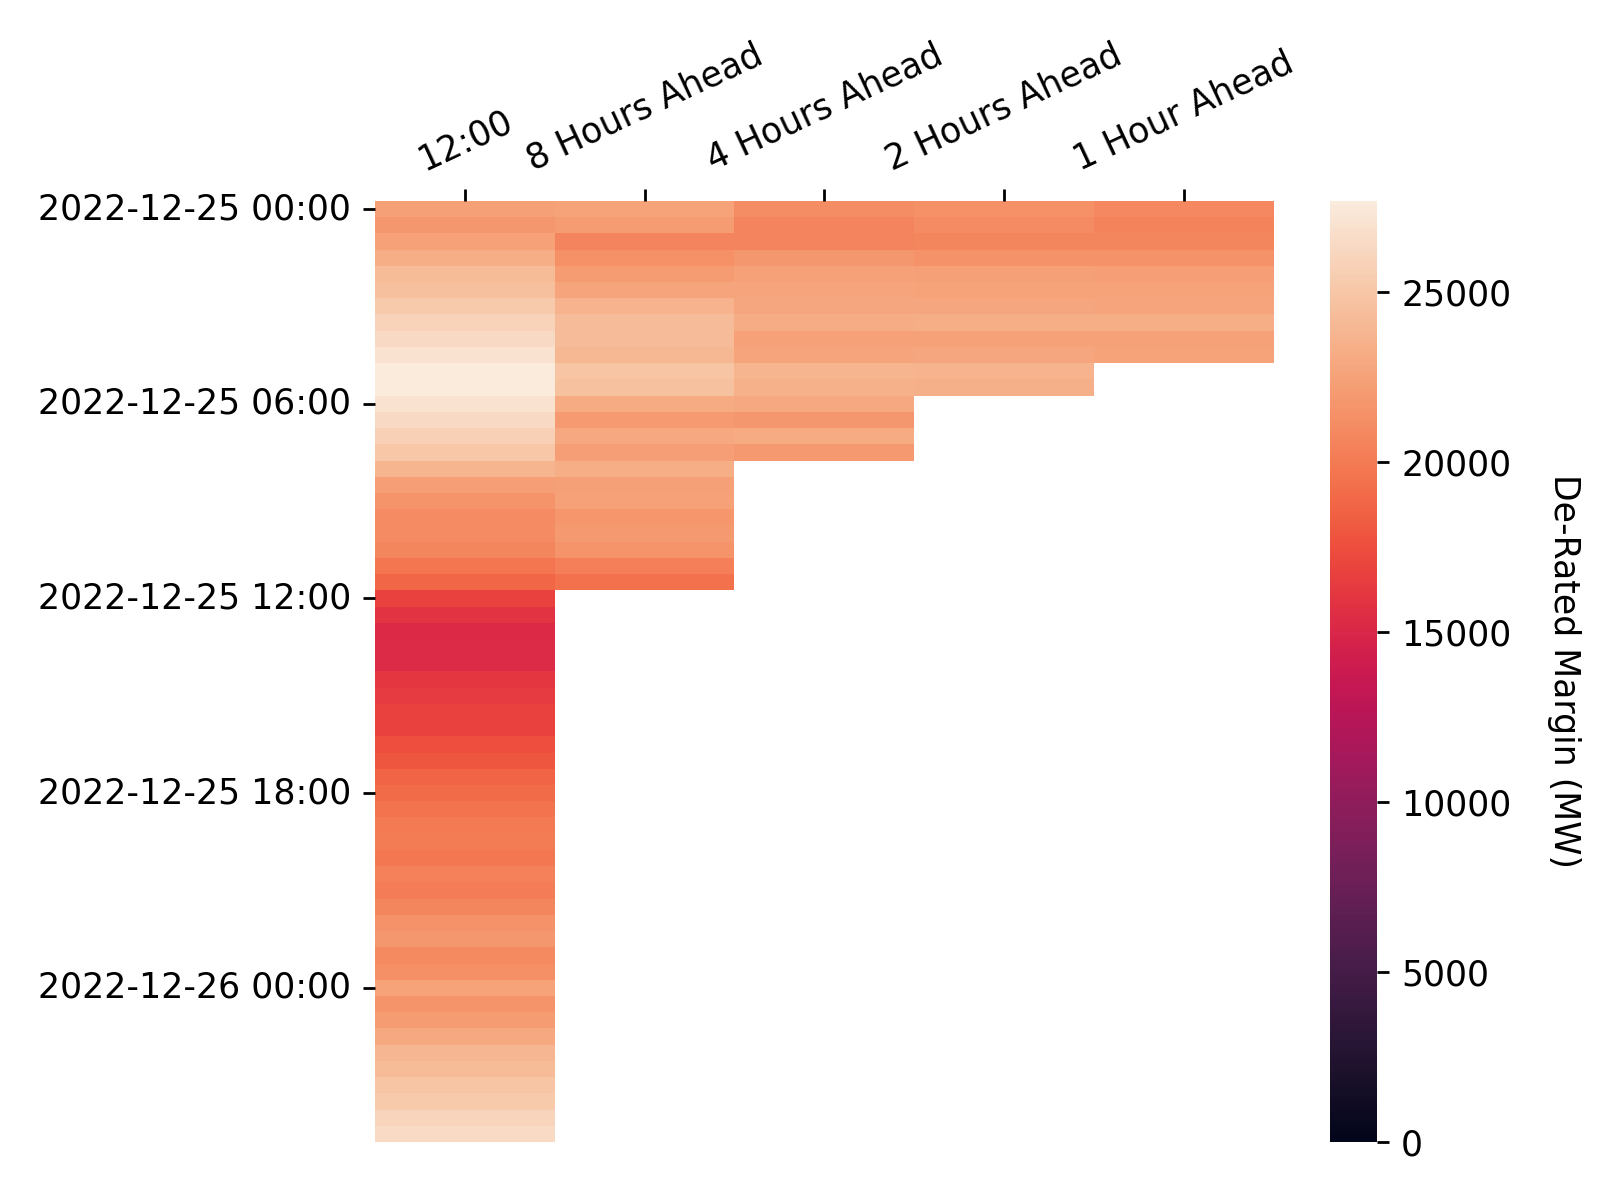 12:00
8 Hours Ahead
4 Hours Ahead
2 Hours Ahead
1 Hour Ahead
2022-12-25 00:00
2022-12-25 06:00
2022-12-25 12:00
2022-12-25 18:00
2022-12-26 00:00
25000
20000
15000
10000
5000
0
De-Rated Margin (MW)